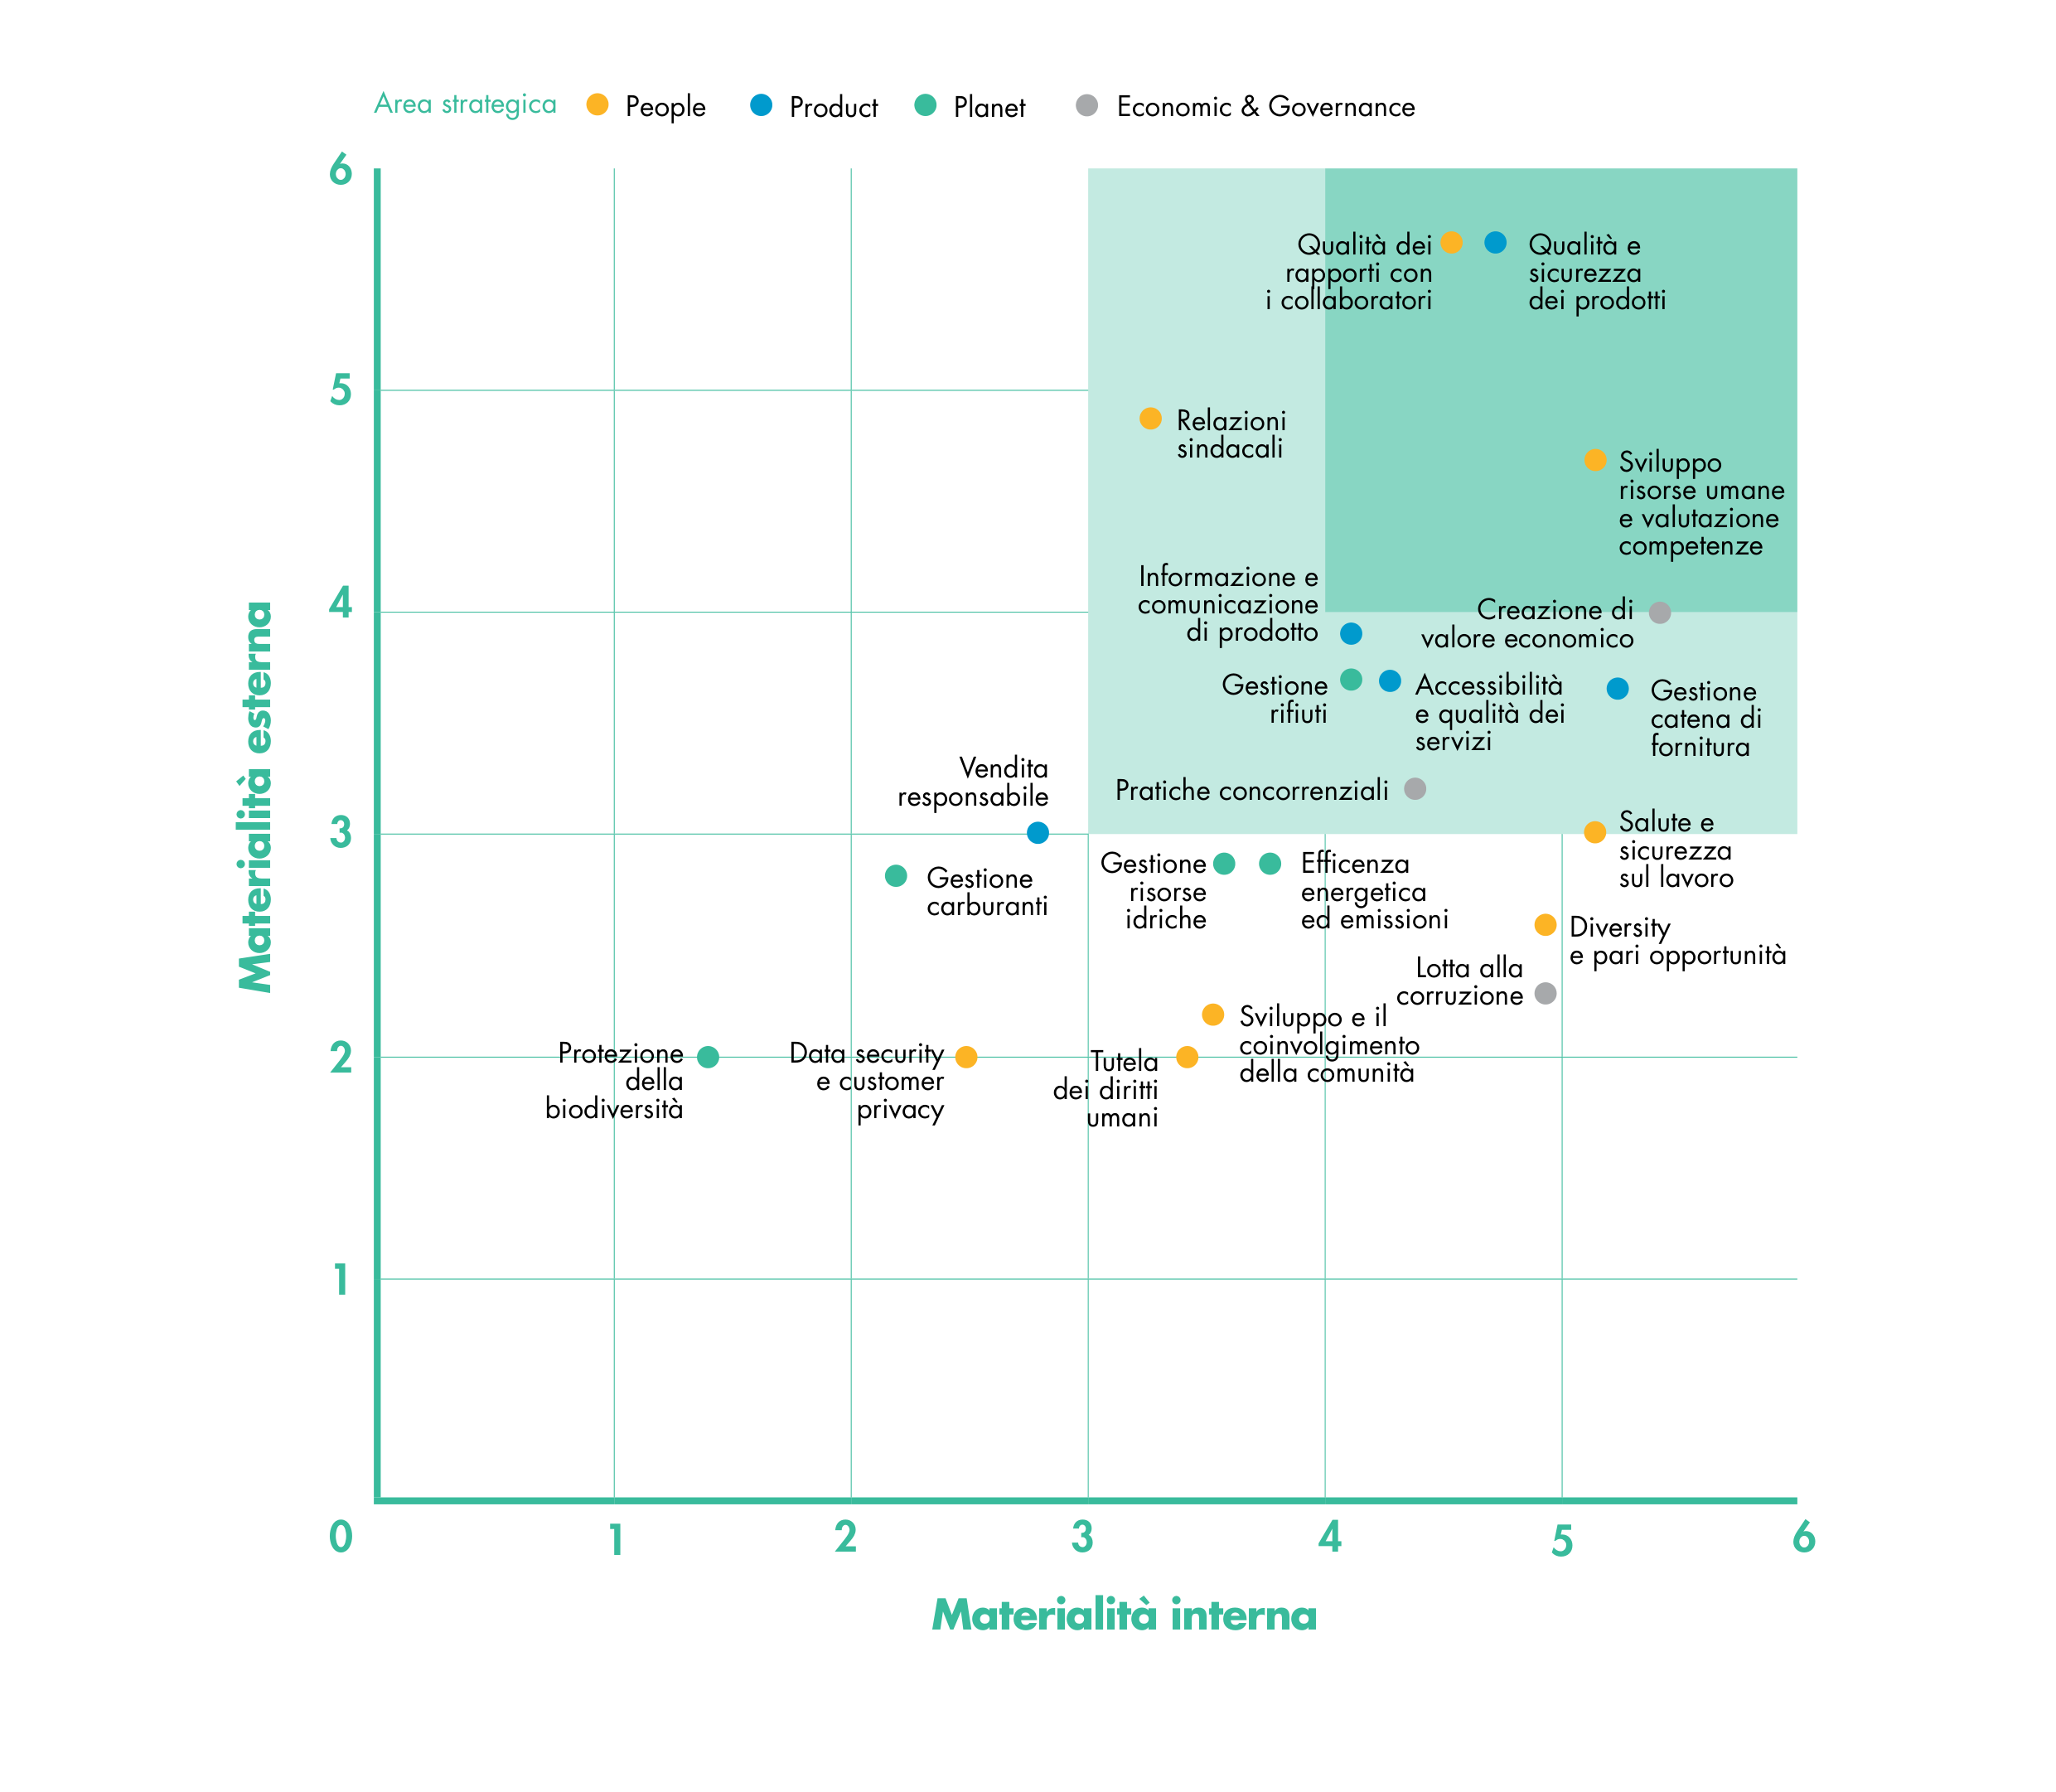 Area strategica
People
Product
Planet
Economic & Governance
6
5
4
3
2
1
0
1
2
3
4
5
6
Materialità esterna
Materialità interna
Qualità dei
rapporti con
i collaboratori
Qualità e
sicurezza
dei prodotti
Relazioni
sindacali
Sviluppo
risorse umane
e valutazione
competenze
Informazione e
comunicazione
di prodotto
Creazione di
valore economico
Gestione
rifiuti
Accessibilità
e qualità dei
servizi
Gestione
catena di
fornitura
Vendita
responsabile
Pratiche concorrenziali
Salute e
sicurezza
sul lavoro
Gestione
carburanti
Gestione
risorse
idriche
Efficenza
energetica
ed emissioni
Diversity
e pari opportunità
Lotta alla
corruzione
Sviluppo e il
coinvolgimento
della comunità
Protezione
della
biodiversità
Data security
e customer
privacy
Tutela
dei diritti
umani